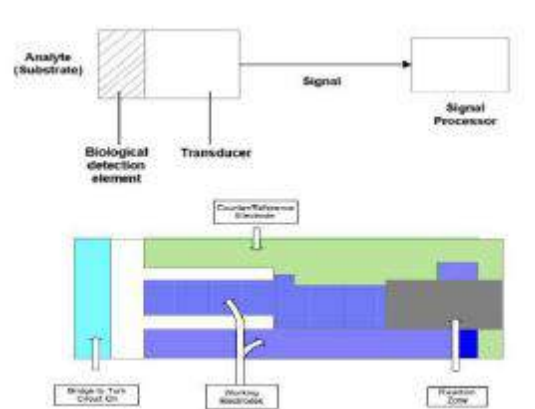 Analyte
(Substrate)
Signal
Signal
Processor
Biological
detection
element
Transducer
Counter/Reference
Electrode
Bridge to Turn
Circuit On
Working
Electrodes
Reaction
Zone